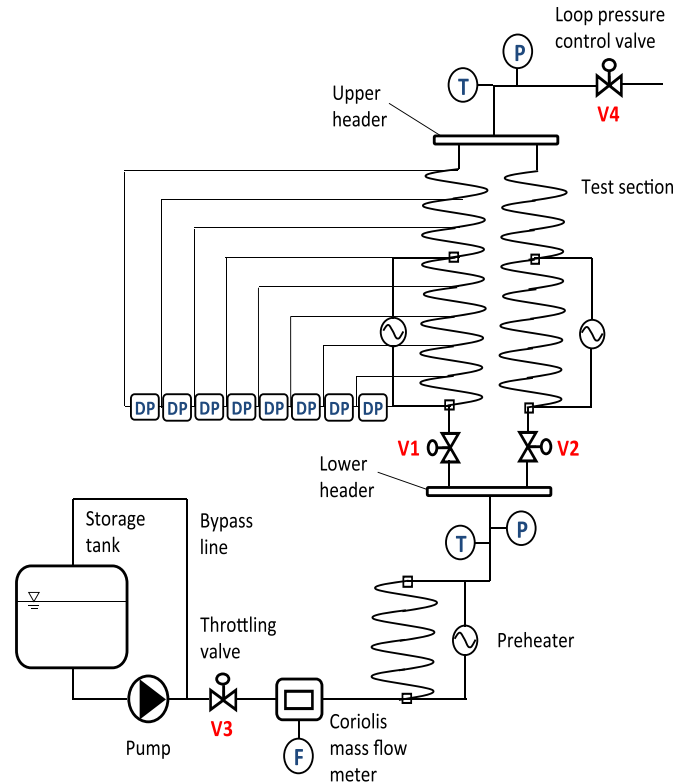 Loop pressure
control valve
P
T
V4
Upper
header
Test section
DP DP DP DP DP DP DP DP
V1
V2
Lower
header
P
T
Storage
tank
Bypass
line
Throttling
valve
Preheater
V3
Coriolis
mass flow
meter
Pump
F